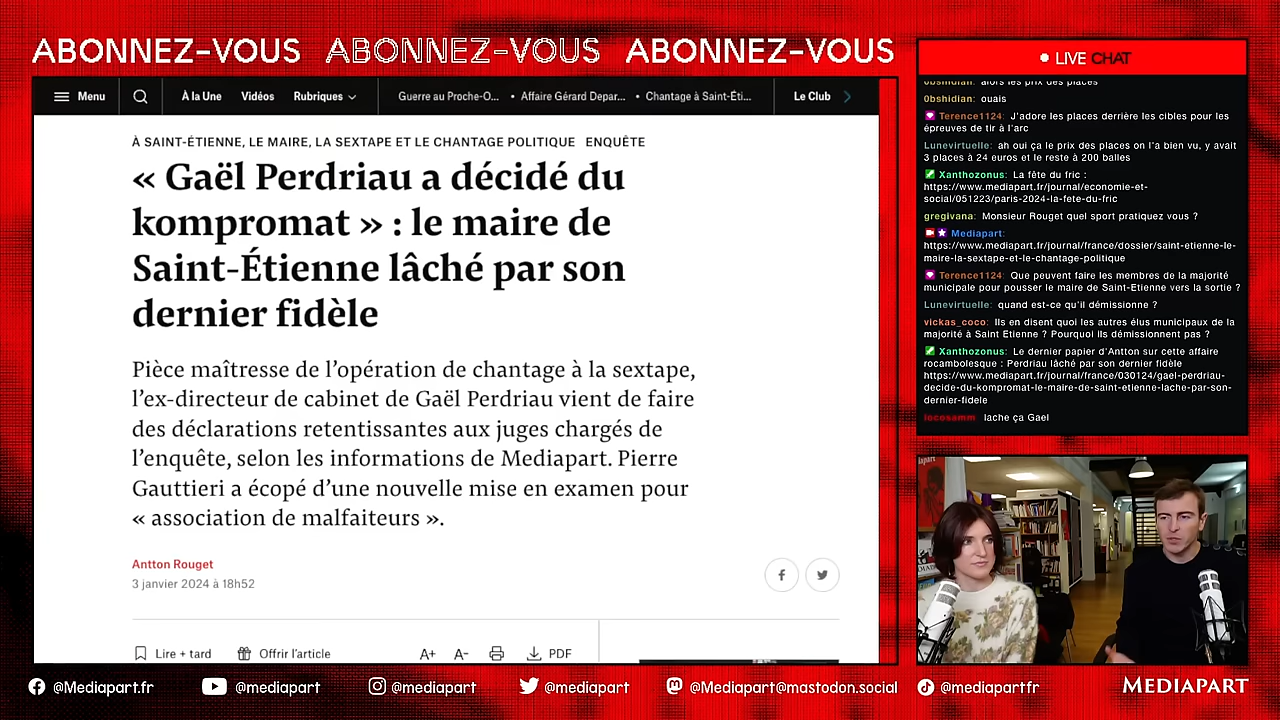 ABONNEZ-VOUS ABONNEZ-VOUS ABONNEZ-VOUS
Menu
À la Une Vidéos Rubriques
Guerre au Proche-O... • Affaire Gérard Depar... • Chantage à Saint-Éti...
Le Club
À SAINT-ÉTIENNE, LE MAIRE, LA SEXTAPE ET LE CHANTAGE POLITIQUE ENQUÊTE
« Gaël Perdriau a décidé du
kompromat » : le maire de
Saint-Étienne lâché par son
dernier fidèle
Pièce maîtresse de l’opération de chantage à la sextape,
l’ex-directeur de cabinet de Gaël Perdriau vient de faire
des déclarations retentissantes aux juges chargés de
l’enquête, selon les informations de Mediapart. Pierre
Gauttieri a écopé d’une nouvelle mise en examen pour
« association de malfaiteurs ».
Antton Rouget
3 janvier 2024 à 18h52
Lire + tard Offrir l’article A+ A- PDF
LIVE CHAT
0bshidian: alors les prix des places
0bshidian: ouais
Terence1124: J'adore les places derrière les cibles pour les
épreuves de tir à l'arc
Lunevirtuelle: ah oui ça le prix des places on l'a bien vu, y avait
3 places à 24 euros et le reste à 200 balles
Xanthozonus: La fête du fric :
https://www.mediapart.fr/journal/economie-et-
social/051223/paris-2024-la-fete-du-fric
gregivana: Monsieur Rouget quel sport pratiquez vous ?
Mediapart:
https://www.mediapart.fr/journal/france/dossier/saint-etienne-le-
maire-la-sextape-et-le-chantage-politique
Terence1124: Que peuvent faire les membres de la majorité
municipale pour pousser le maire de Saint-Etienne vers la sortie ?
Lunevirtuelle: quand est-ce qu'il démissionne ?
vickas_coco: Ils en disent quoi les autres élus municipaux de la
majorité à Saint Etienne ? Pourquoi ils démissionnent pas ?
Xanthozonus: Le dernier papier d'Antton sur cette affaire
rocambolesque : Perdriau lâché par son dernier fidèle
https://www.mediapart.fr/journal/france/030124/gael-perdriau-
decide-du-kompromat-le-maire-de-saint-etienne-lache-par-son-
dernier-fidele
lache ça Gael
@Mediapart.fr @mediapart @mediapart @mediapart @Mediapart@mastodon.social @mediapartfr MEDIAPART